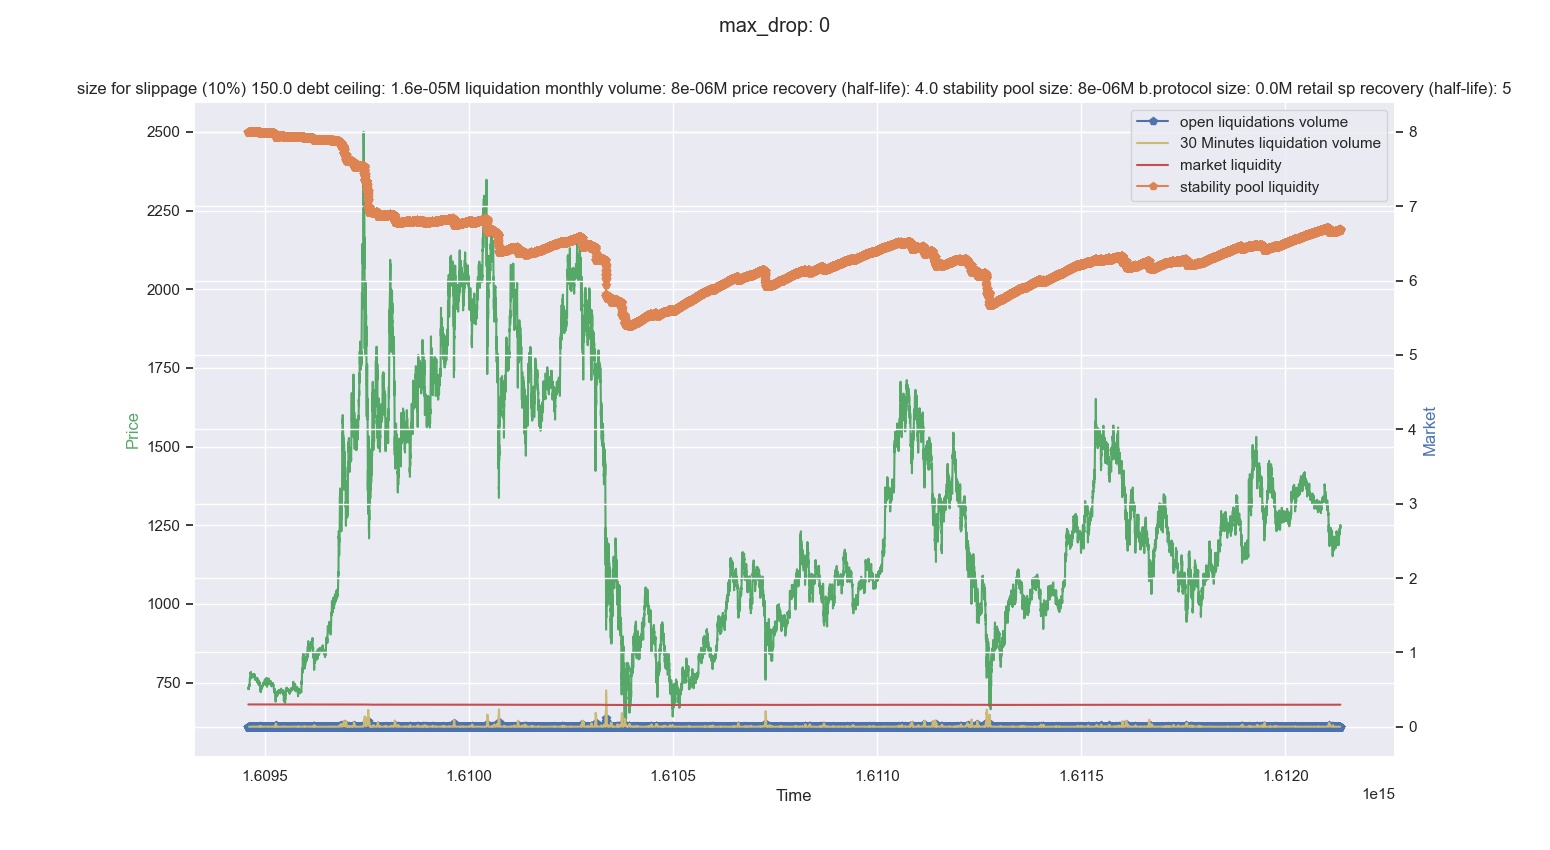 max_drop: 0
size for slippage (10%) 150.0 debt ceiling: 1.6e-05M liquidation monthly volume: 8e-06M price recovery (half-life): 4.0 stability pool size: 8e-06M b.protocol size: 0.0M retail sp recovery (half-life): 5
open liquidations volume
30 Minutes liquidation volume
market liquidity
stability pool liquidity
2500
2250
2000
1750
1500
1250
1000
750
Price
8
7
6
5
4
3
2
1
0
Market
1.6095
1.6100
1.6105
1.6110
1.6115
1.6120
Time
1e15